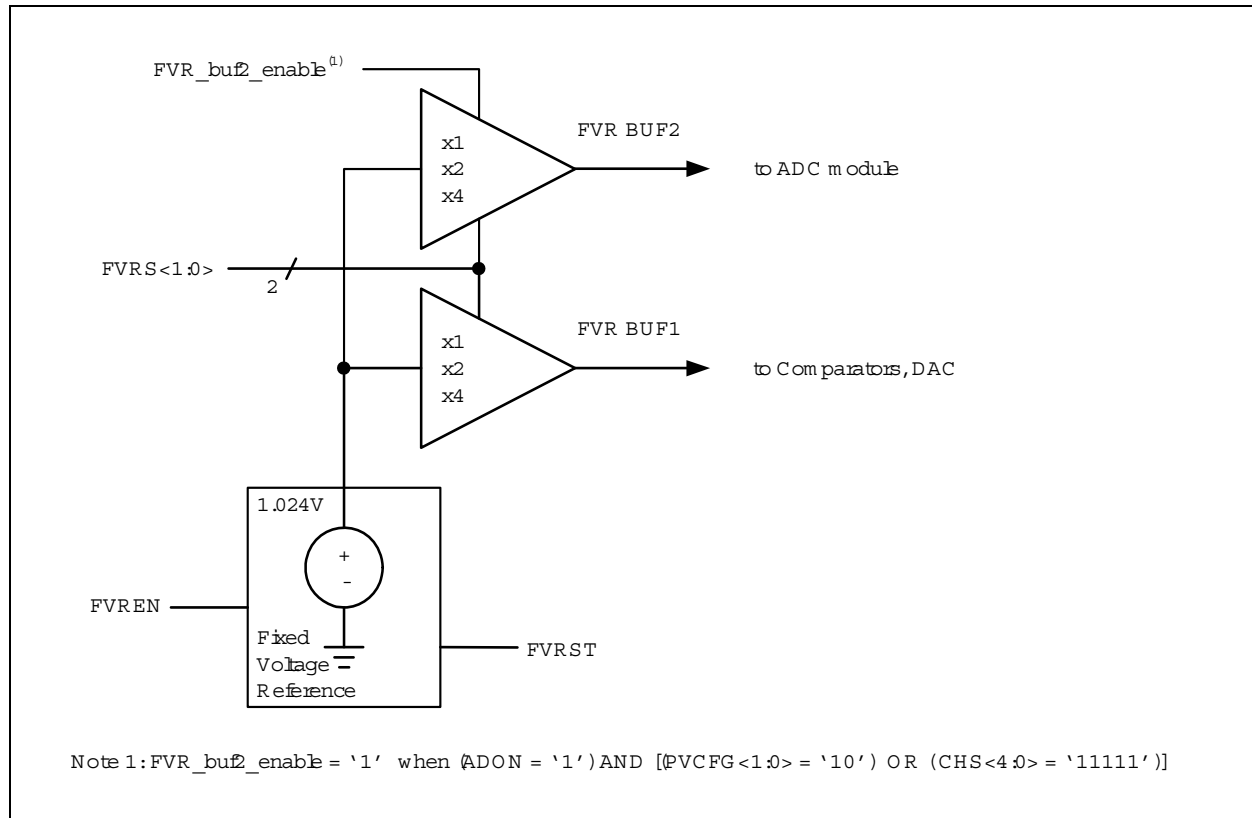 FVR_buf2_enable(1)
FVR BUF2
x1
x2
x4
to ADC module
FVRS<1:0>
2
FVR BUF1
x1
x2
x4
to Comparators, DAC
1.024V
+
-
FVREN
Fixed
Voltage
Reference
FVRST
Note 1: FVR_buf2_enable = ‘1’ when (ADON = ‘1’) AND [(PVCFG<1:0> = ‘10’) OR (CHS<4:0> = ‘11111’)]